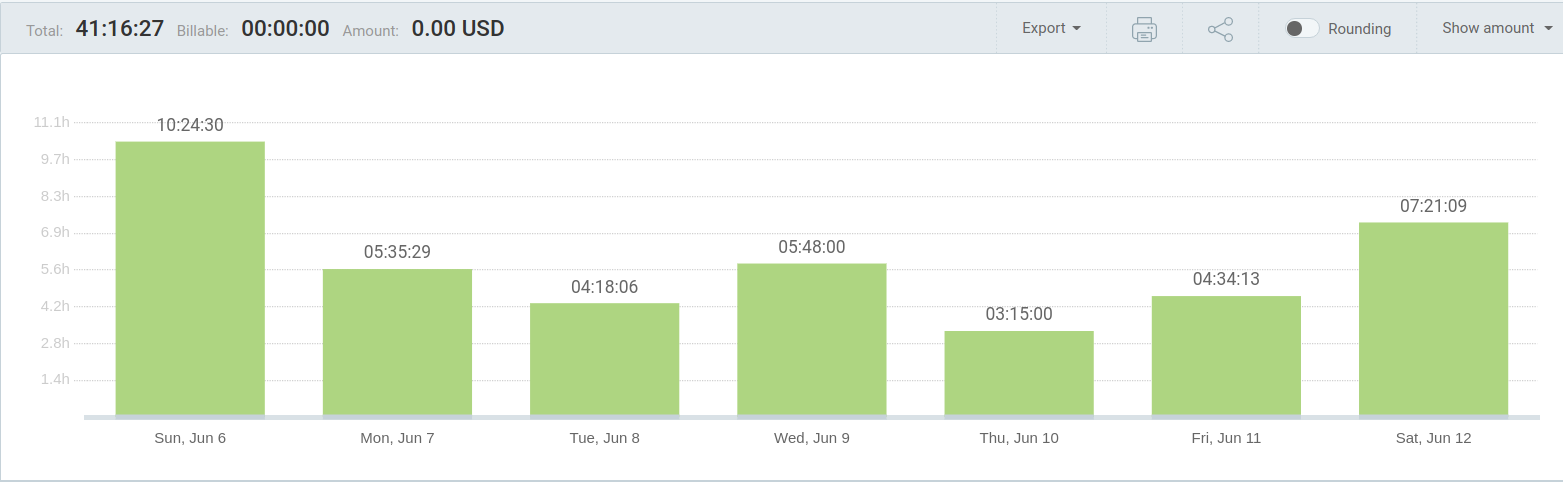 Total: 41:16:27 Billable: 00:00:00 Amount: 0.00 USD Export Rounding Show amount
11.1h
9.7h
8.3h
6.9h
5.6h
4.2h
2.8h
1.4h
10:24:30
05:35:29
04:18:06
05:48:00
03:15:00
04:34:13
07:21:09
Sun, Jun 6 Mon, Jun 7 Tue, Jun 8 Wed, Jun 9 Thu, Jun 10 Fri, Jun 11 Sat, Jun 12